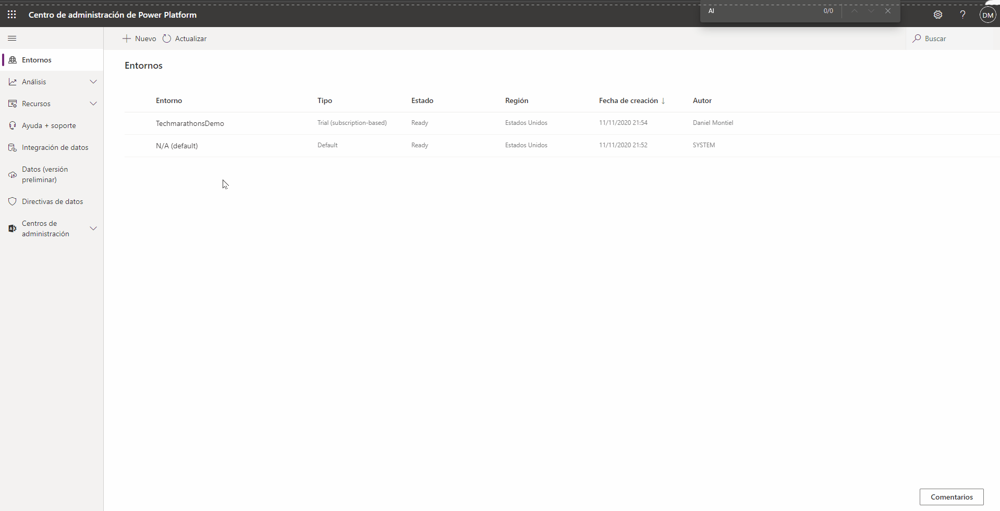 Centro de administración de Power Platform
AI
0/0
?
DM
Nuevo
Actualizar
Buscar
Entornos
Análisis
Recursos
Ayuda + soporte
Integración de datos
Datos (versión
preliminar)
Directivas de datos
Centros de
administración
Entornos
Entorno Tipo Estado Región Fecha de creación ↓ Autor
TechmarathonsDemo Trial (subscription-based) Ready Estados Unidos 11/11/2020 21:54 Daniel Montiel
N/A (default) Default Ready Estados Unidos 11/11/2020 21:52 SYSTEM
Comentarios